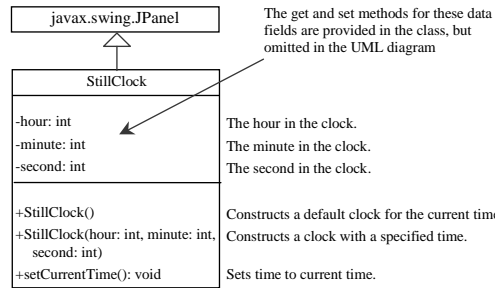 javax.swing.JPanel
The get and set methods for these data
fields are provided in the class, but
omitted in the UML diagram
StillClock
-hour: int
The hour in the clock.
-minute: int
The minute in the clock.
-second: int
The second in the clock.
+StillClock()
Constructs a default clock for the current time
+StillClock(hour: int, minute: int,
second: int)
Constructs a clock with a specified time.
+setCurrentTime(): void
Sets time to current time.